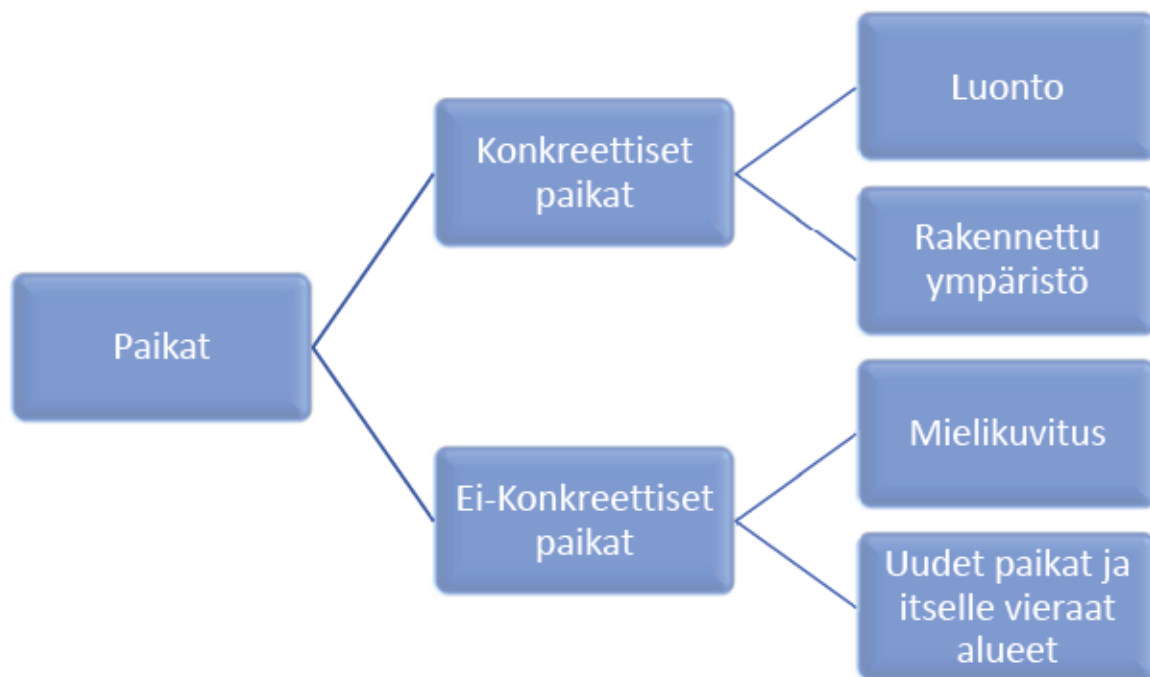 Paikat
Konkreettiset
paikat
Luonto
Rakennettu
ympäristö
Ei-Konkreettiset
paikat
Mielikuvitus
Uudet paikat ja
itselle vieraat
alueet